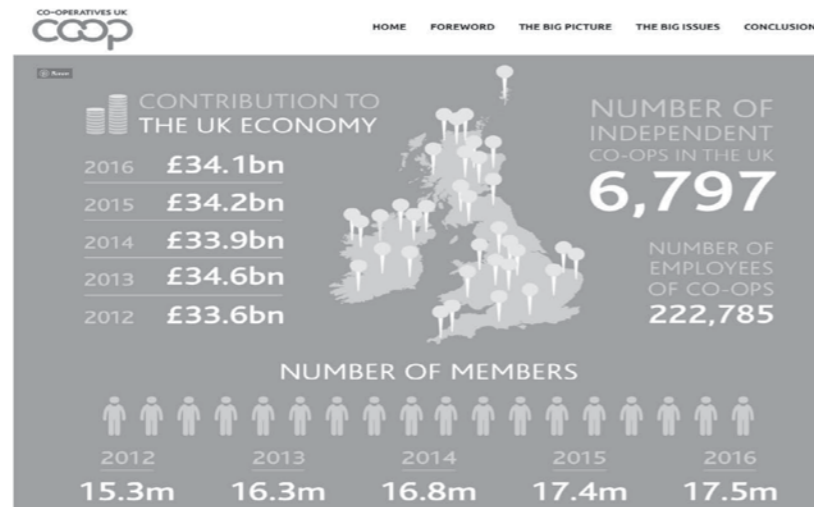 CO-OPERATIVES UK
coop
HOME FOREWORD THE BIG PICTURE THE BIG ISSUES CONCLUSION
Save
CONTRIBUTION TO
THE UK ECONOMY
2016 £34.1bn
2015 £34.2bn
2014 £33.9bn
2013 £34.6bn
2012 £33.6bn
NUMBER OF
INDEPENDENT
CO-OPS IN THE UK
6,797
NUMBER OF
EMPLOYEES
OF CO-OPS
222,785
NUMBER OF MEMBERS
2012 2013 2014 2015 2016
15.3m 16.3m 16.8m 17.4m 17.5m